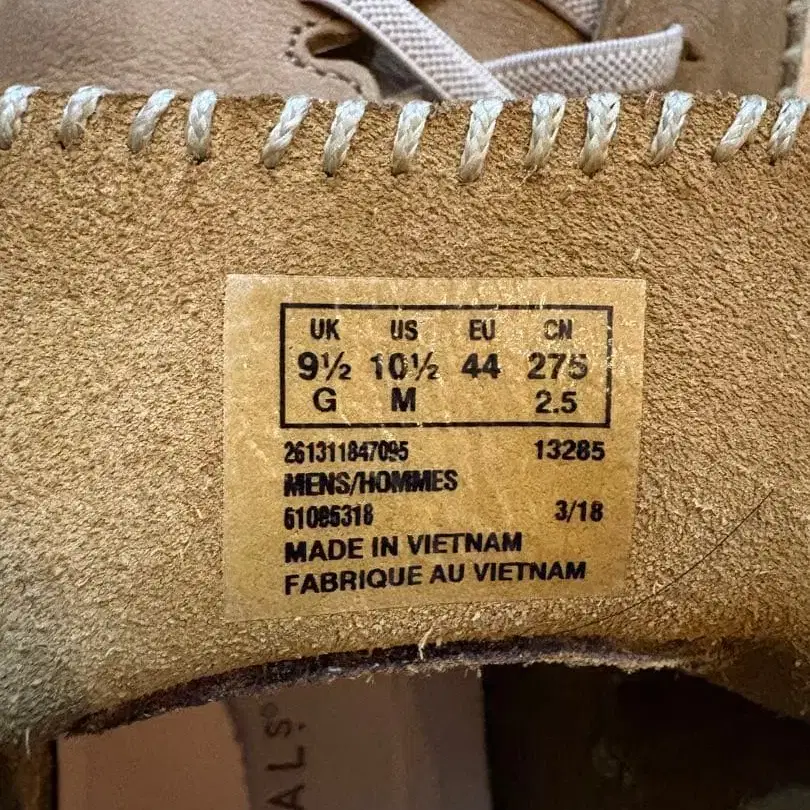 UK US EU CN
9½ 10½ 44 275
G M 2.5
261311847095 13285
MENS/HOMMES
61085318 3/18
MADE IN VIETNAM
FABRIQUE AU VIETNAM
ALS®